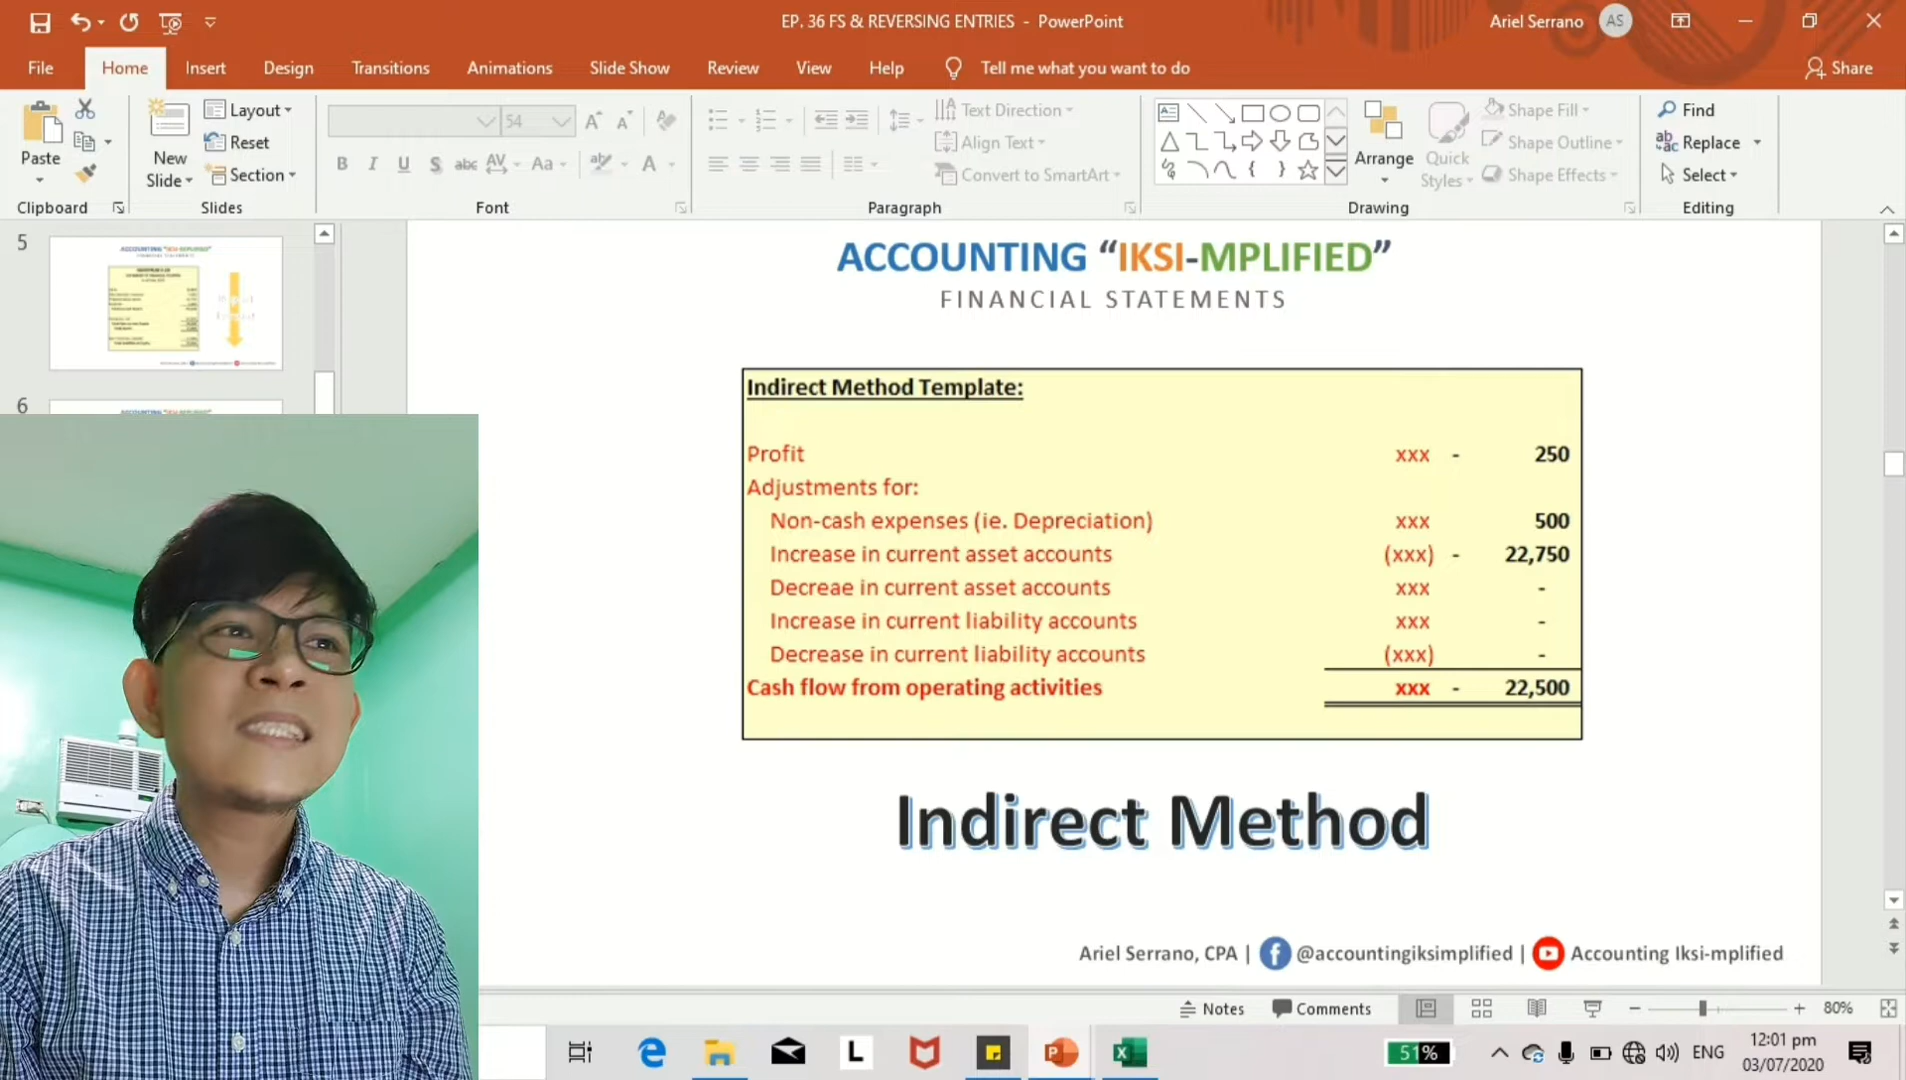 EP. 36 FS & REVERSING ENTRIES - PowerPoint
Ariel Serrano AS
File Home Insert Design Transitions Animations Slide Show Review View Help Tell me what you want to do Share
Paste
New Slide
Layout
Reset
Section
54
B I U S abc AV Aa A
Text Direction
Align Text
Convert to SmartArt
Arrange
Quick Styles
Shape Fill
Shape Outline
Shape Effects
Find
Replace
Select
Clipboard Slides Font Paragraph Drawing Editing
5
6
ACCOUNTING “IKSI-MPLIFIED”
FINANCIAL STATEMENTS
Indirect Method Template:
Profit xxx - 250
Adjustments for:
Non-cash expenses (ie. Depreciation) xxx 500
Increase in current asset accounts (xxx) - 22,750
Decreae in current asset accounts xxx -
Increase in current liability accounts xxx -
Decrease in current liability accounts (xxx) -
Cash flow from operating activities xxx - 22,500
Indirect Method
Ariel Serrano, CPA | @accountingiksimplified | Accounting Iksi-mplified
Notes Comments 80%
51% ENG 12:01 pm
03/07/2020